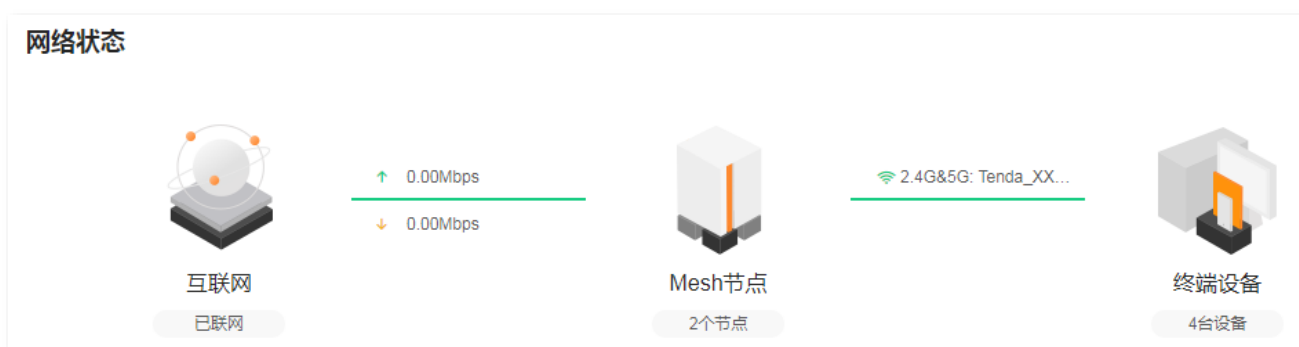 网络状态
0.00Mbps
2.4G&5G: Tenda_XX...
0.00Mbps
互联网
Mesh节点
终端设备
已联网
2个节点
4台设备